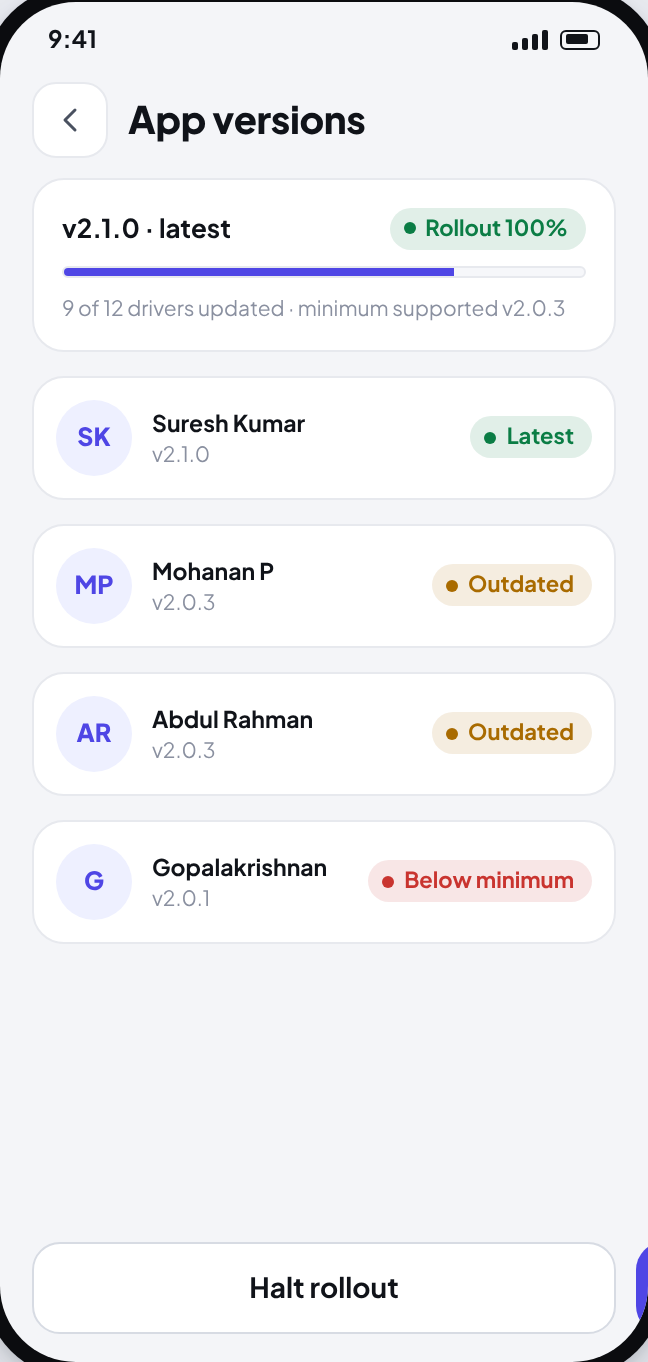 9:41
App versions
v2.1.0 · latest
Rollout 100%
9 of 12 drivers updated · minimum supported v2.0.3
SK
Suresh Kumar
v2.1.0
Latest
MP
Mohanan P
v2.0.3
Outdated
AR
Abdul Rahman
v2.0.3
Outdated
G
Gopalakrishnan
v2.0.1
Below minimum
Halt rollout